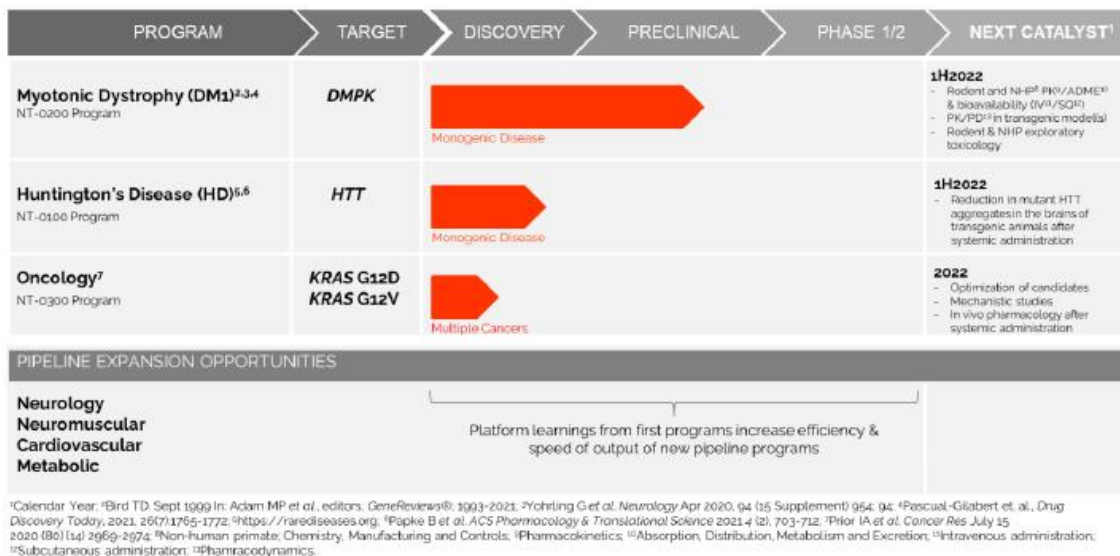 PROGRAM TARGET DISCOVERY PRECLINICAL PHASE 1/2 NEXT CATALYST¹
Myotonic Dystrophy (DM1)²,³,⁴
NT-0200 Program
DMPK
Monogenic Disease
1H2022
- Rodent and NHP⁸ PK⁹/ADME¹⁰
& bioavailability (IV¹¹/SQ¹²)
- PK/PD¹³ in transgenic model(s)
- Rodent & NHP exploratory
toxicology
Huntington's Disease (HD)⁵,⁶
NT-0100 Program
HTT
Monogenic Disease
1H2022
- Reduction in mutant HTT
aggregates in the brains of
transgenic animals after
systemic administration
Oncology⁷
NT-0300 Program
KRAS G12D
KRAS G12V
Multiple Cancers
2022
- Optimization of candidates
- Mechanistic studies
- In vivo pharmacology after
systemic administration
PIPELINE EXPANSION OPPORTUNITIES
Neurology
Neuromuscular
Cardiovascular
Metabolic
Platform learnings from first programs increase efficiency &
speed of output of new pipeline programs
¹Calendar Year; ²Bird TD. Sept 1999 In: Adam MP et al., editors. GeneReviews®; 1993-2021; ³Yohrling G et al. Neurology Apr 2020, 94 (15 Supplement) 954; 94; ⁴Pascual-Gilabert et. al., Drug
Discovery Today, 2021, 26(7):1765-1772; ⁵https://rarediseases.org; ⁶Papke B et al. ACS Pharmacology & Translational Science 2021 4 (2), 703-712; ⁷Prior IA et al. Cancer Res July 15
2020 (80) (14) 2969-2974; ⁸Non-human primate; Chemistry, Manufacturing and Controls; ⁹Pharmacokinetics; ¹⁰Absorption, Distribution, Metabolism and Excretion; ¹¹Intravenous administration;
¹²Subcutaneous administration; ¹³Phamracodynamics.